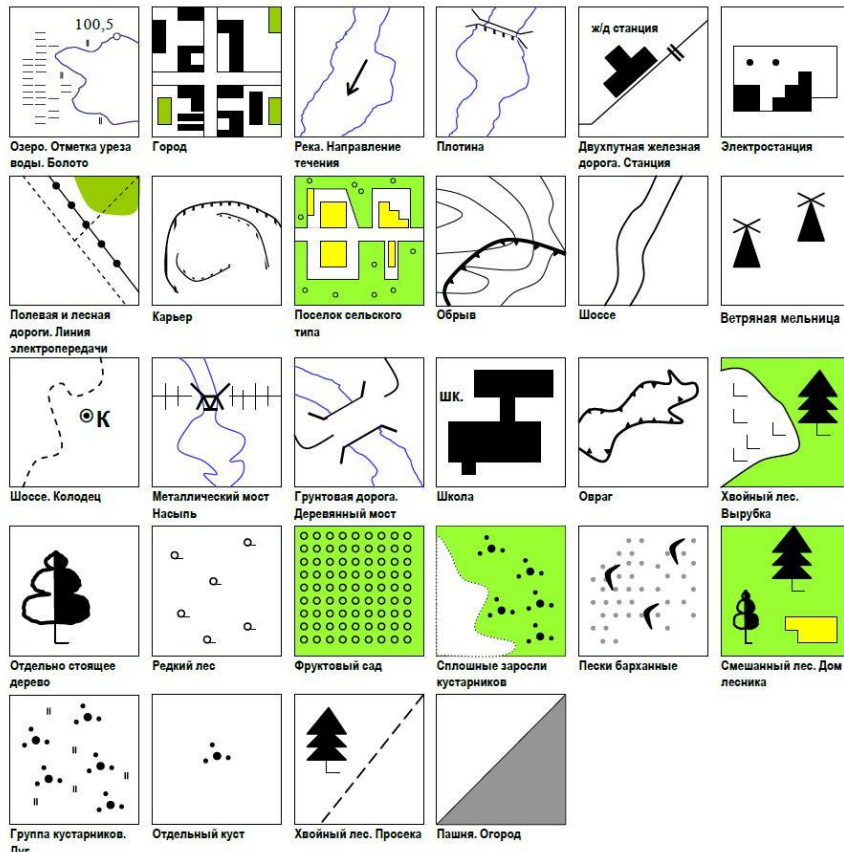 100,5
ж/д станция
Озеро. Отметка уреза
воды. Болото
Город
Река. Направление
течения
Плотина
Двухпутная железная
дорога. Станция
Электростанция
Полевая и лесная
дороги. Линия
электропередачи
Карьер
Поселок сельского
типа
Обрыв
Шоссе
Ветряная мельница
К
шк.
Шоссе. Колодец
Металлический мост
Насыпь
Грунтовая дорога.
Деревянный мост
Школа
Овраг
Хвойный лес.
Вырубка
Отдельно стоящее
дерево
Редкий лес
Фруктовый сад
Сплошные заросли
кустарников
Пески барханные
Смешанный лес. Дом
лесника
Группа кустарников.
Луг
Отдельный куст
Хвойный лес. Просека
Пашня. Огород